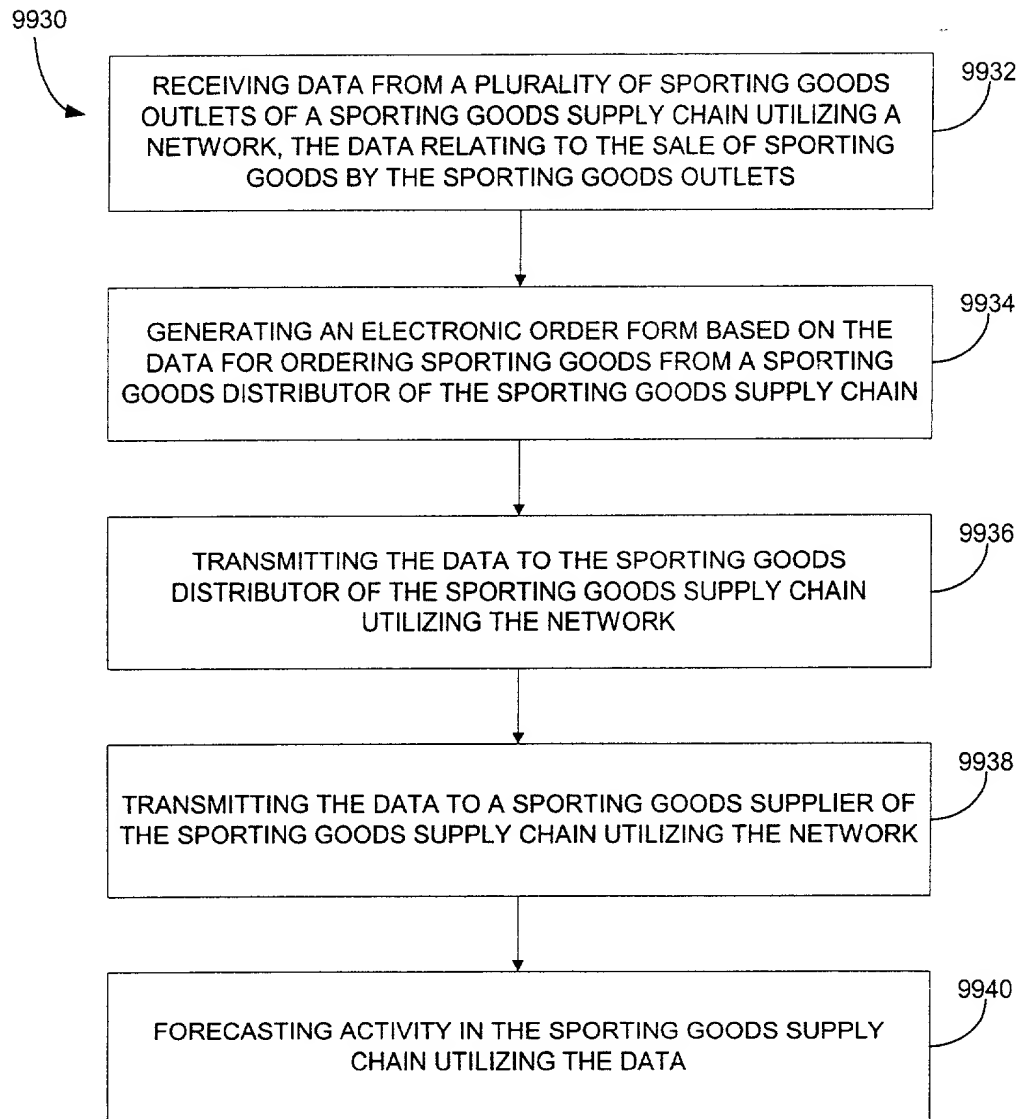 9930
RECEIVING DATA FROM A PLURALITY OF SPORTING GOODS
OUTLETS OF A SPORTING GOODS SUPPLY CHAIN UTILIZING A
NETWORK, THE DATA RELATING TO THE SALE OF SPORTING
GOODS BY THE SPORTING GOODS OUTLETS
9932
GENERATING AN ELECTRONIC ORDER FORM BASED ON THE
DATA FOR ORDERING SPORTING GOODS FROM A SPORTING
GOODS DISTRIBUTOR OF THE SPORTING GOODS SUPPLY CHAIN
9934
TRANSMITTING THE DATA TO THE SPORTING GOODS
DISTRIBUTOR OF THE SPORTING GOODS SUPPLY CHAIN
UTILIZING THE NETWORK
9936
TRANSMITTING THE DATA TO A SPORTING GOODS SUPPLIER OF
THE SPORTING GOODS SUPPLY CHAIN UTILIZING THE NETWORK
9938
FORECASTING ACTIVITY IN THE SPORTING GOODS SUPPLY
CHAIN UTILIZING THE DATA
9940